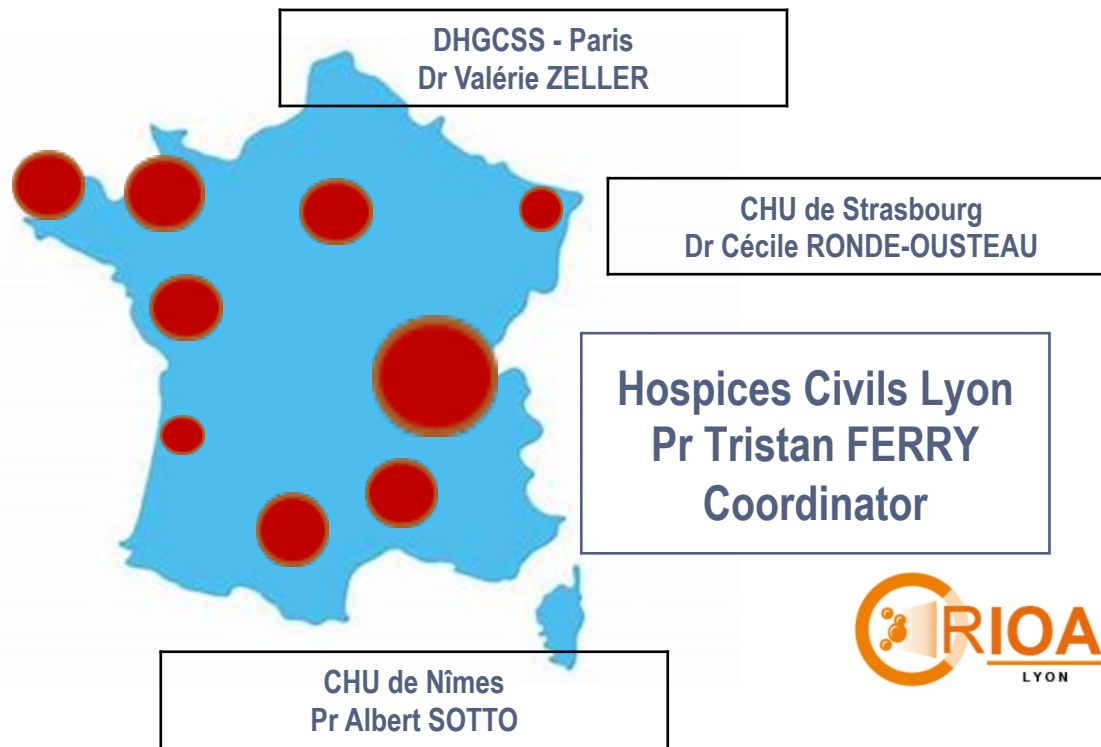 DHGCSS - Paris
Dr Valérie ZELLER
CHU de Strasbourg
Dr Cécile RONDE-OUSTEAU
Hospices Civils Lyon
Pr Tristan FERRY
Coordinator
CRIOA
LYON
CHU de Nîmes
Pr Albert SOTTO